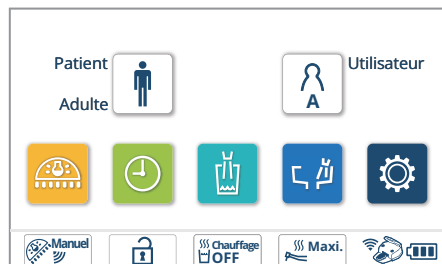 Patient
Utilisateur
Adulte
A
Manuel
Chauffage
OFF
Maxi.